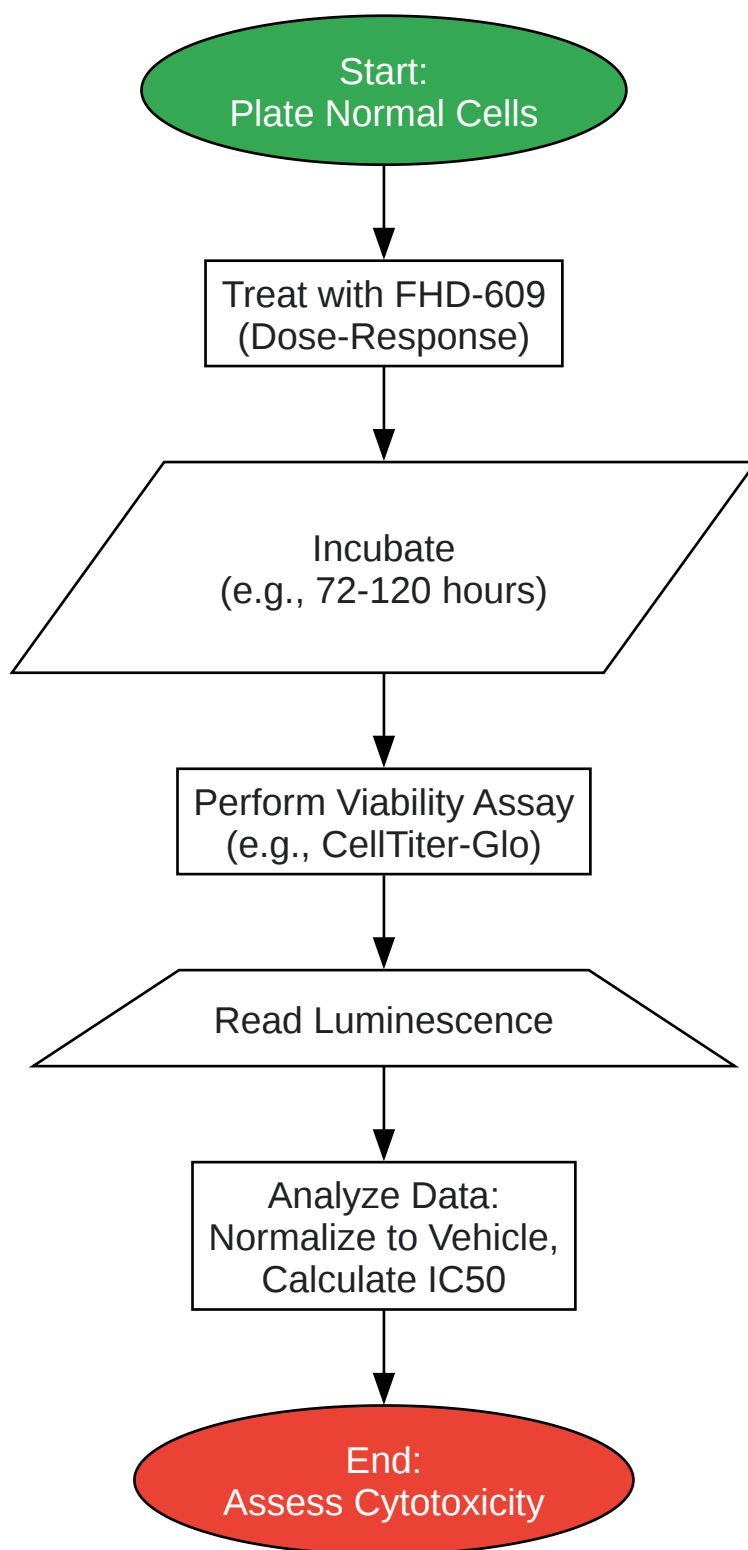 Start:
Plate Normal Cells
Treat with FHD-609
(Dose-Response)
Incubate
(e.g., 72-120 hours)
Perform Viability Assay
(e.g., CellTiter-Glo)
Read Luminescence
Analyze Data:
Normalize to Vehicle,
Calculate IC50
End:
Assess Cytotoxicity